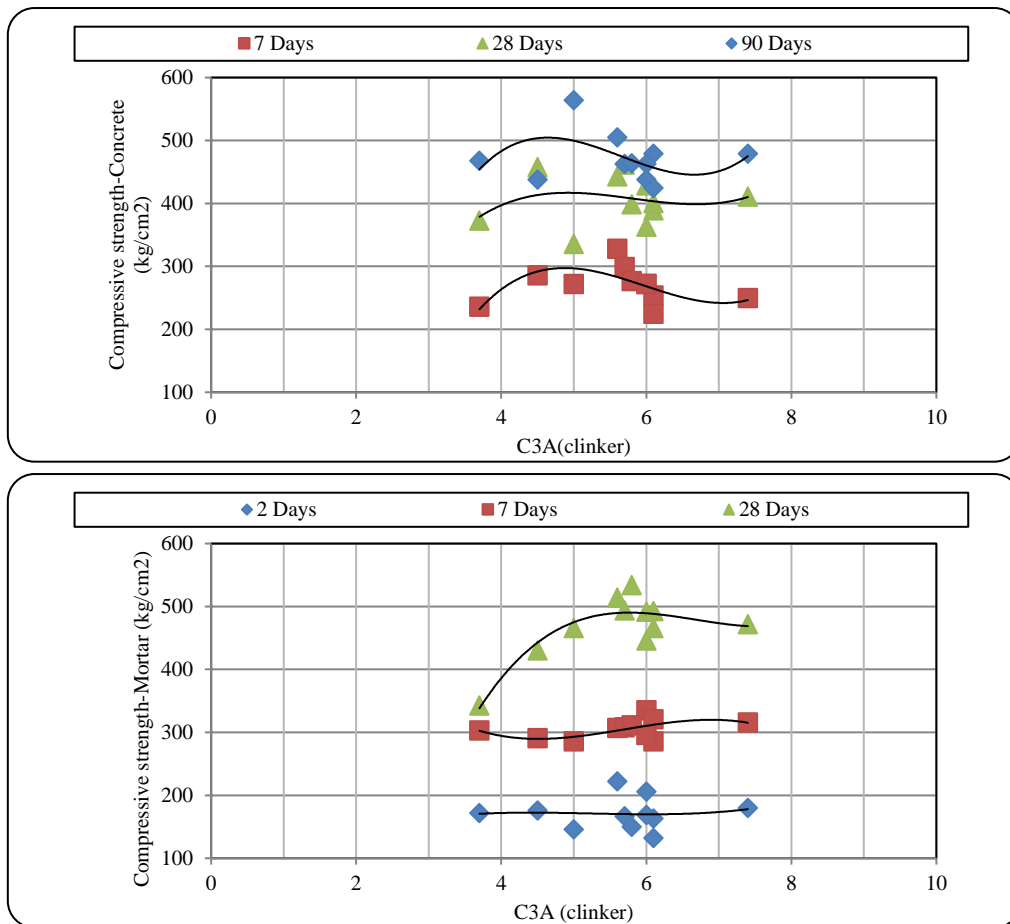 7 Days 28 Days 90 Days
Compressive strength-Concrete
(kg/cm2)
600
500
400
300
200
100
0 2 4 6 8 10
C3A(clinker)
2 Days 7 Days 28 Days
Compressive strength-Mortar (kg/cm2)
600
500
400
300
200
100
0 2 4 6 8 10
C3A (clinker)